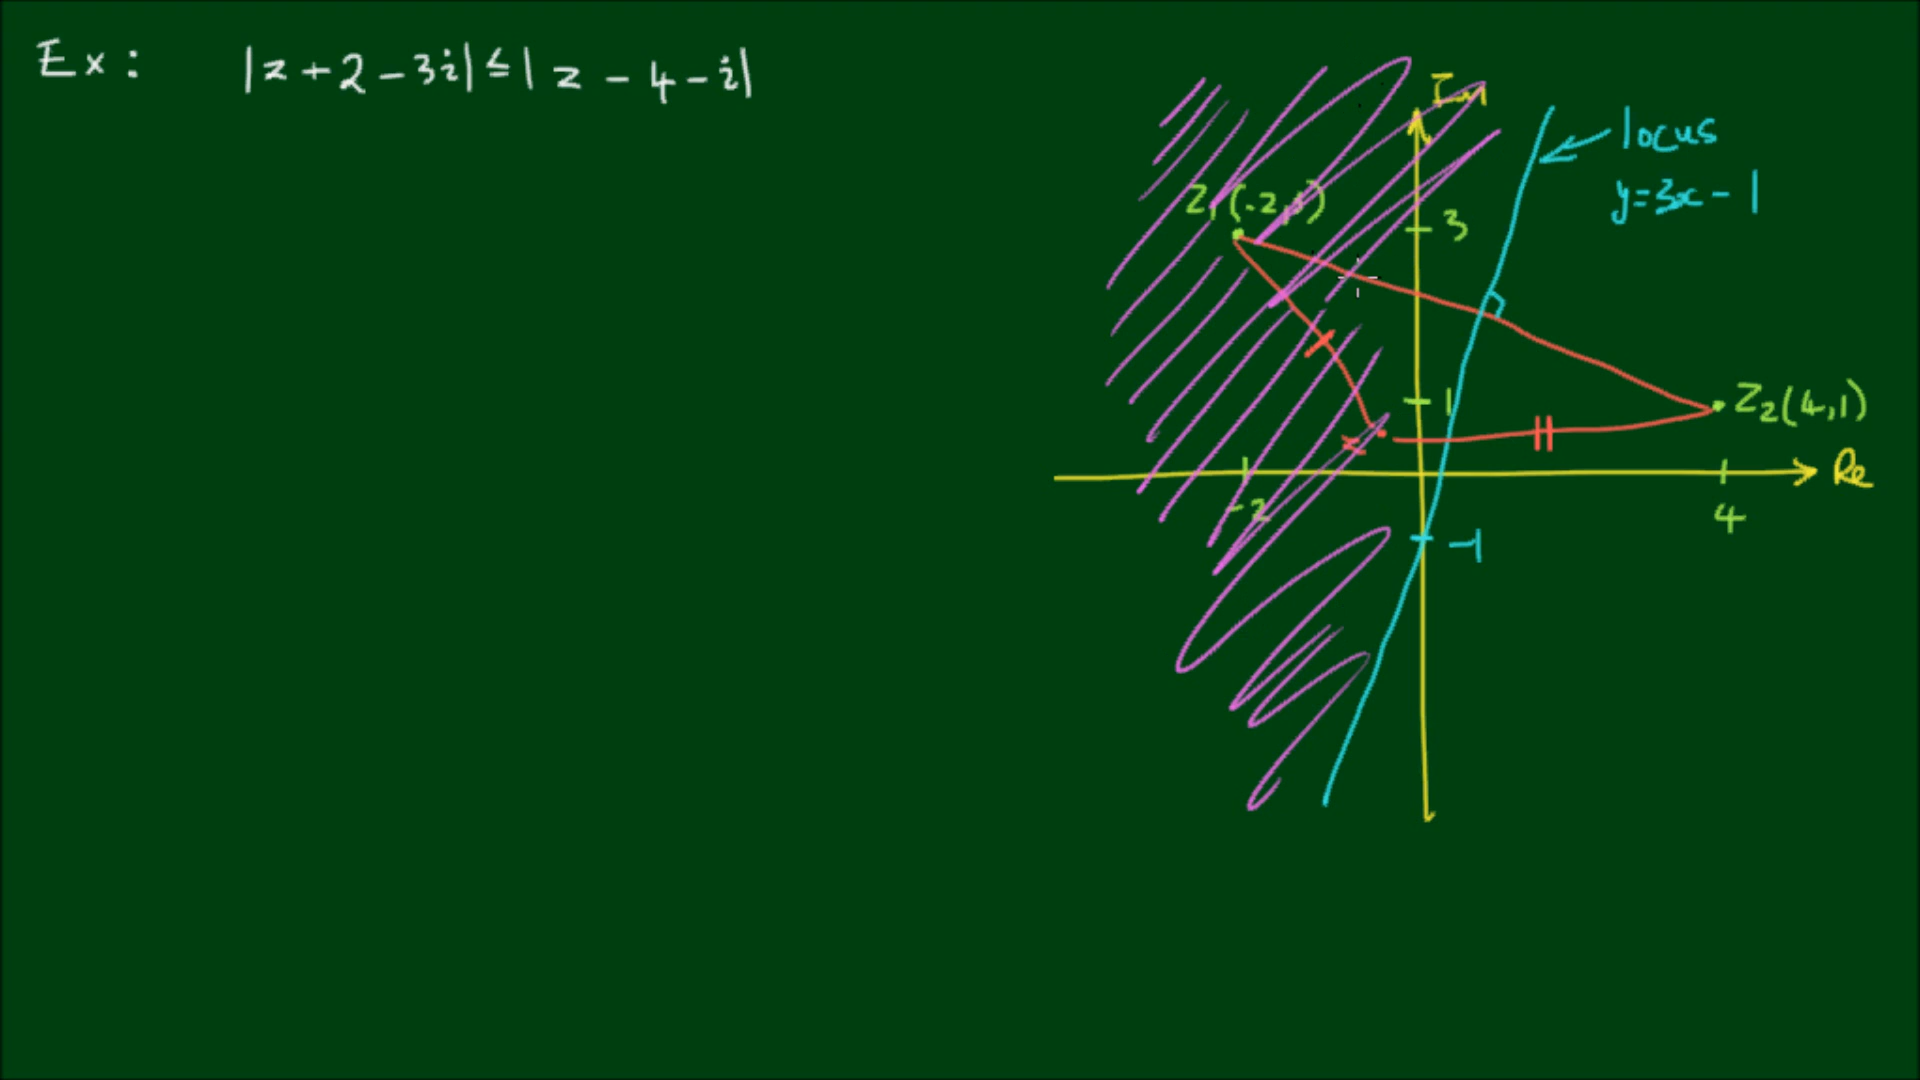 Ex: |z+2-3i|≤|z-4-i|
Im
locus
y=3x-1
Z₁(-2,3)
3
1
Z₂(4,1)
z
Re
-2
4
-1